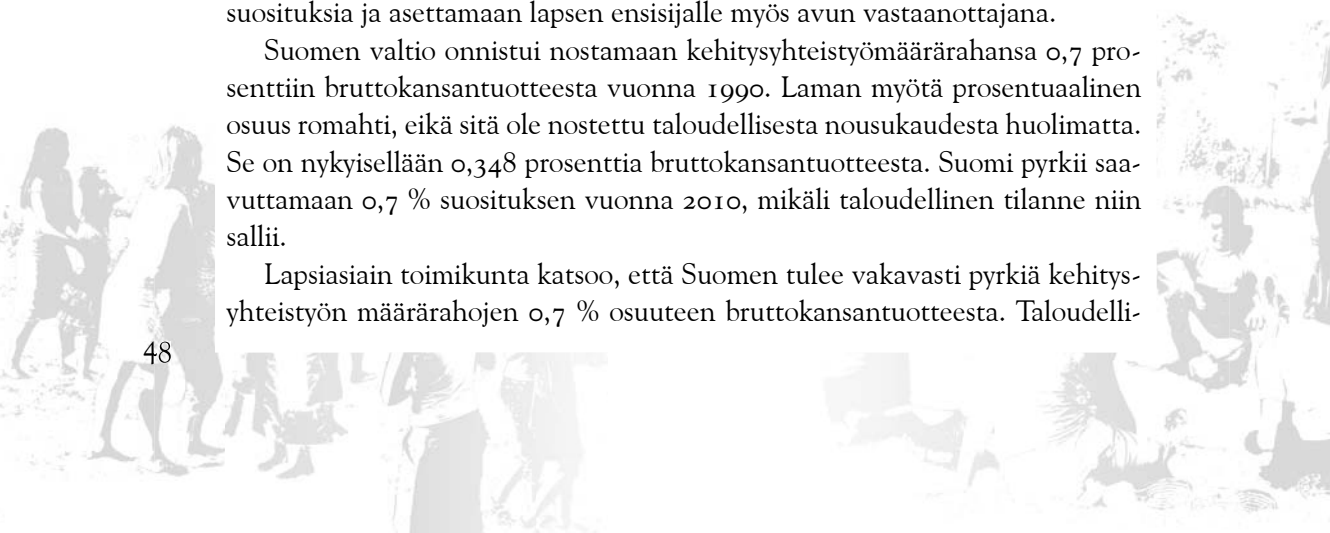 suosituksia ja asettamaan lapsen ensisijalle myös avun vastaanottajana.
Suomen valtio onnistui nostamaan kehitysyhteistyömäärärahansa 0,7 pro-
senttiin bruttokansantuotteesta vuonna 1990. Laman myötä prosentuaalinen
osuus romahti, eikä sitä ole nostettu taloudellisesta nousukaudesta huolimatta.
Se on nykyisellään 0,348 prosenttia bruttokansantuotteesta. Suomi pyrkii saa-
vuttamaan 0,7 % suosituksen vuonna 2010, mikäli taloudellinen tilanne niin
sallii.
Lapsiasiain toimikunta katsoo, että Suomen tulee vakavasti pyrkiä kehitys-
yhteistyön määrärahojen 0,7 % osuuteen bruttokansantuotteesta. Taloudelli-
48